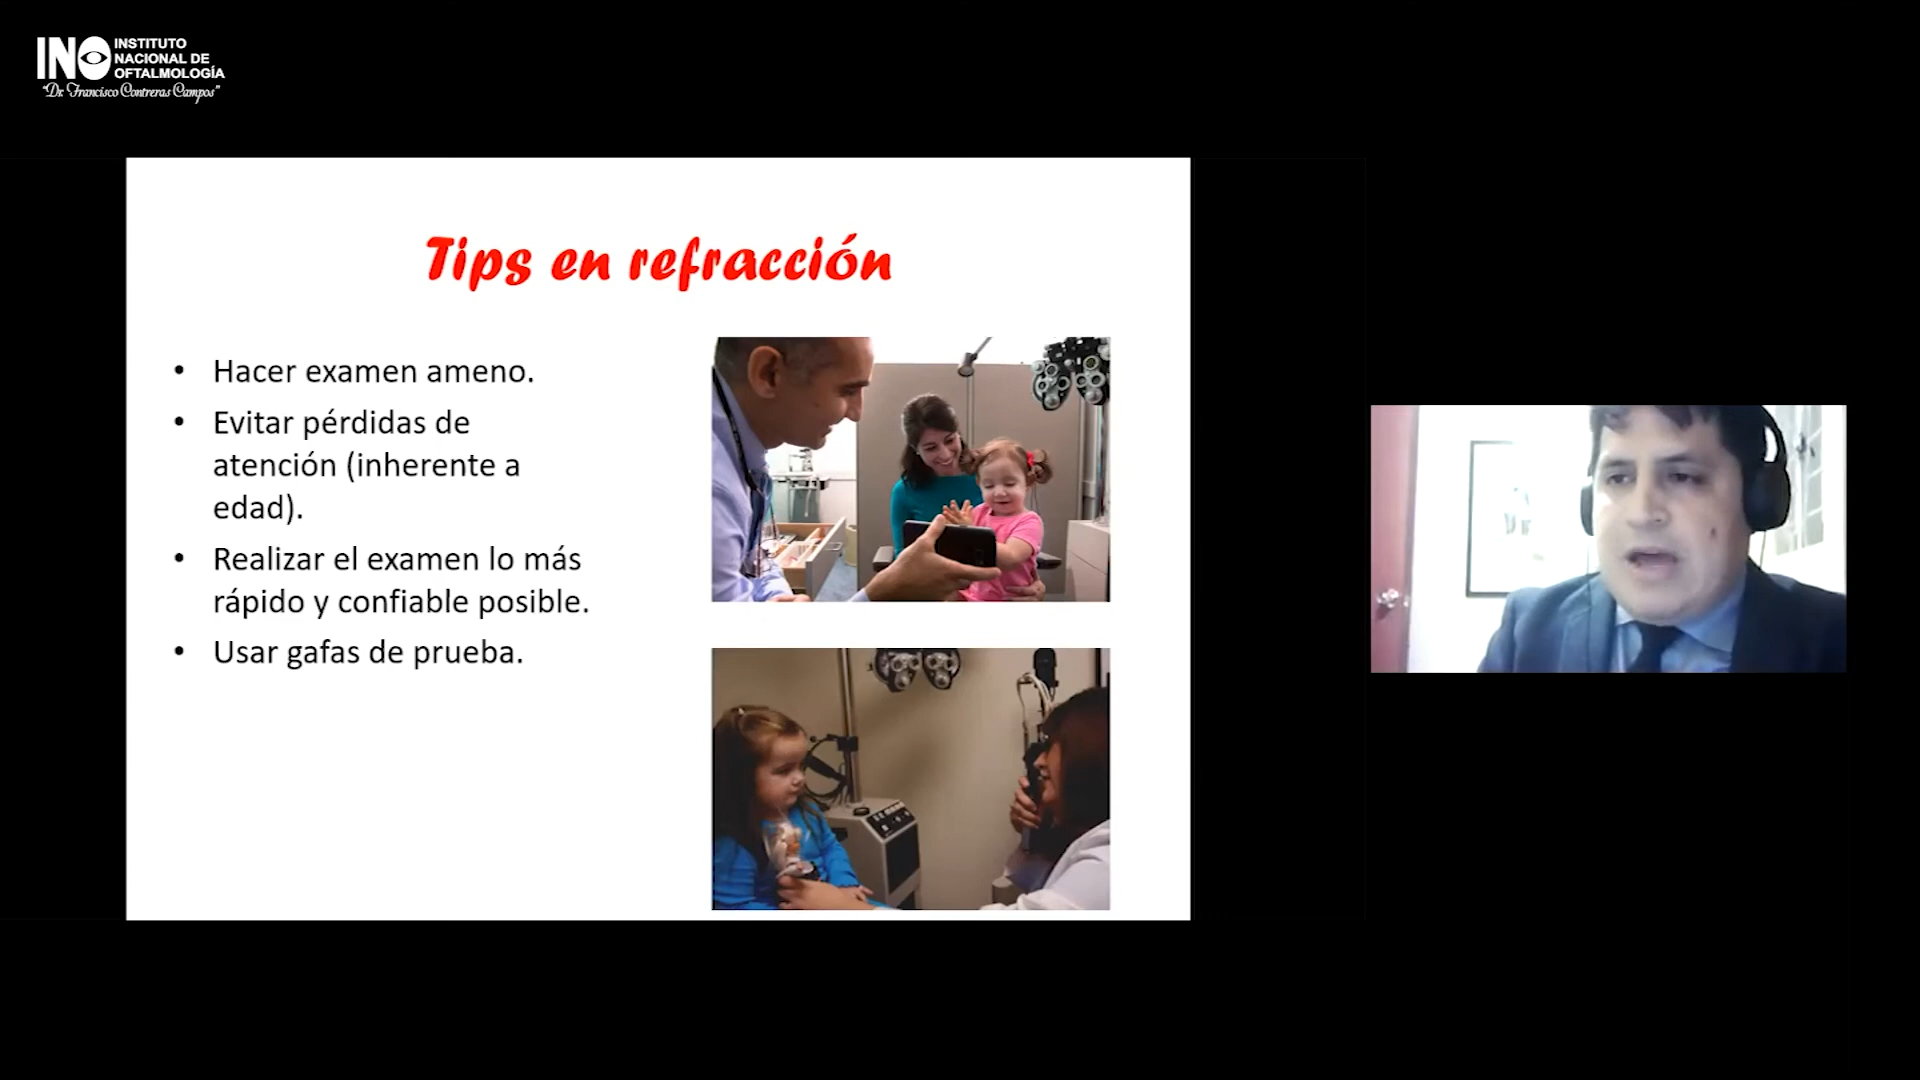 INO INSTITUTO
NACIONAL DE
OFTALMOLOGÍA
"Dr. Francisco Contreras Campos"
Tips en refracción
• Hacer examen ameno.
• Evitar pérdidas de
atención (inherente a
edad).
• Realizar el examen lo más
rápido y confiable posible.
• Usar gafas de prueba.